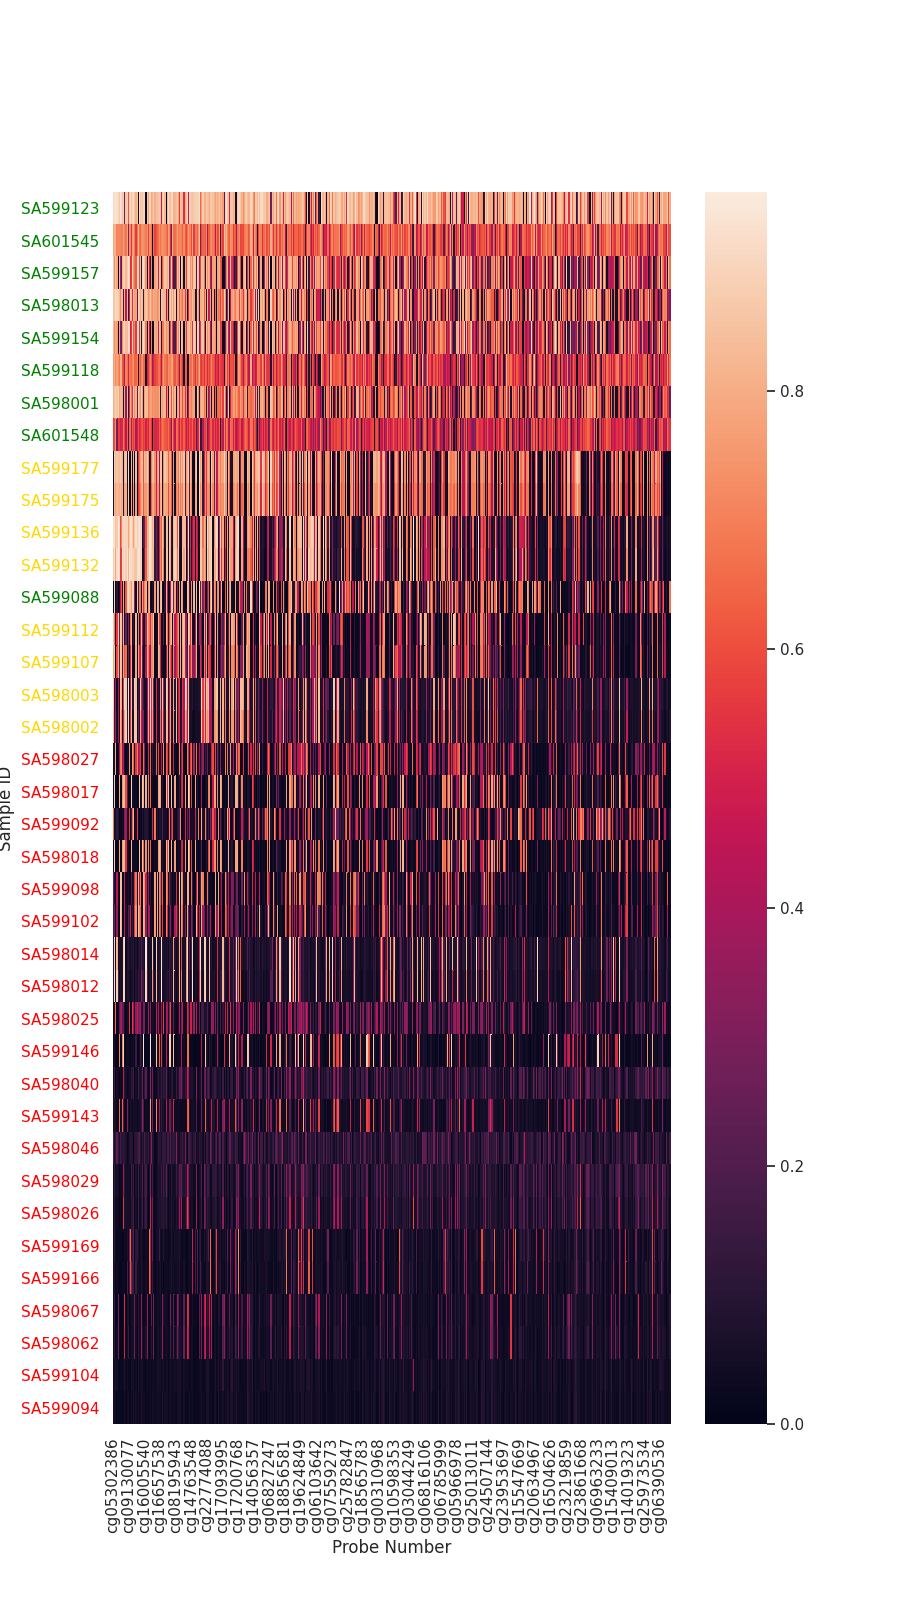 SA599123
SA601545
SA599157
SA598013
SA599154
SA599118
SA598001
SA601548
SA599177
SA599175
SA599136
SA599132
SA599088
SA599112
SA599107
SA598003
SA598002
SA598027
SA598017
SA599092
SA598018
SA599098
SA599102
SA598014
SA598012
SA598025
SA599146
SA598040
SA599143
SA598046
SA598029
SA598026
SA599169
SA599166
SA598067
SA598062
SA599104
SA599094
Sample ID
0.8
0.6
0.4
0.2
0.0
cg05302386
cg09130077
cg16005540
cg16657538
cg08195943
cg14763548
cg22774088
cg17093995
cg17200768
cg14056357
cg06827247
cg18856581
cg19624849
cg06103642
cg07559273
cg25782847
cg18565783
cg00310968
cg10598353
cg03044249
cg06816106
cg06785999
cg05966978
cg25013011
cg24507144
cg23953697
cg15547669
cg20634967
cg16504626
cg23219859
cg23861668
cg06963233
cg15409013
cg14019323
cg25973534
cg06390536
Probe Number